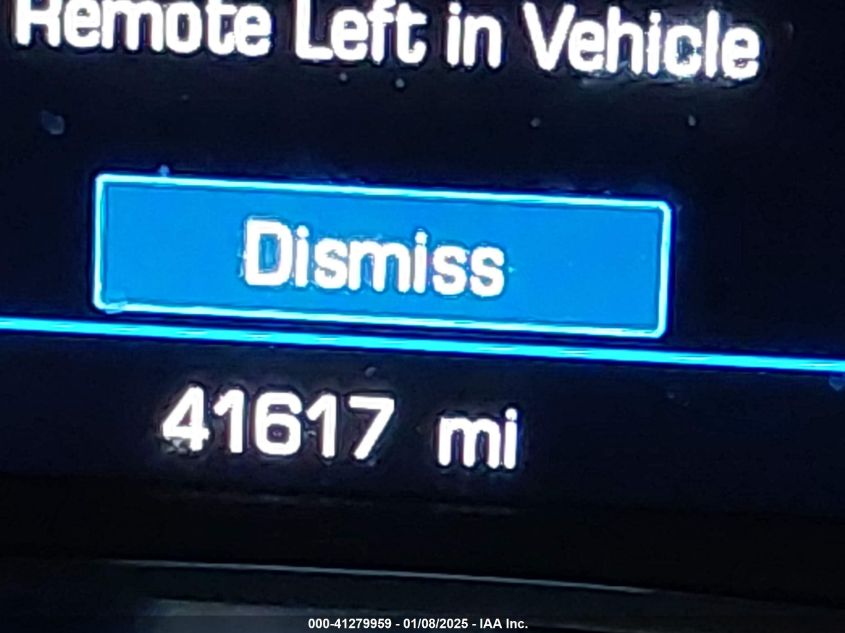 Remote Left in Vehicle
Dismiss
41617 mi
000-41279959 - 01/08/2025 - IAA Inc.